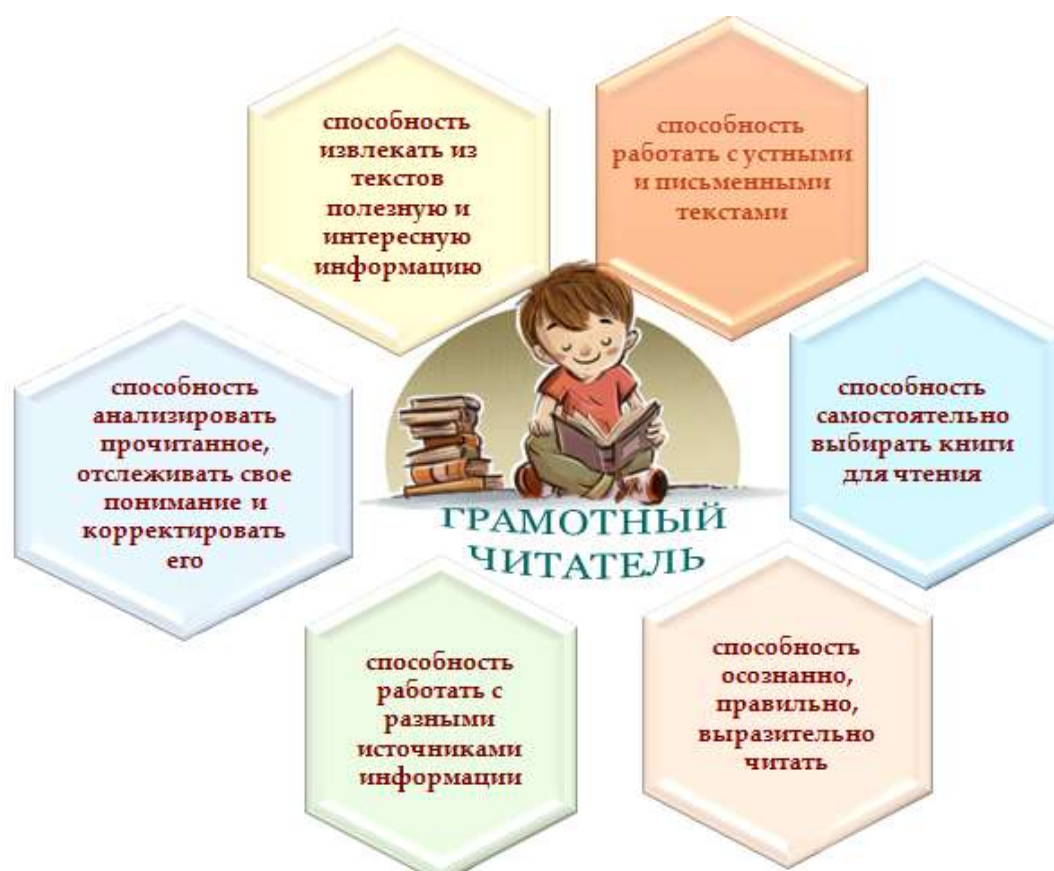 способность
извлекать из
текстов
полезную и
интересную
информацию
способность
работать с устными
и письменными
текстами
способность
анализировать
прочитанное,
отслеживать свое
понимание и
корректировать
его
способность
самостоятельно
выбирать книги
для чтения
ГРАМОТНЫЙ
ЧИТАТЕЛЬ
способность
работать с
разными
источниками
информации
способность
осознанно,
правильно,
выразительно
читать